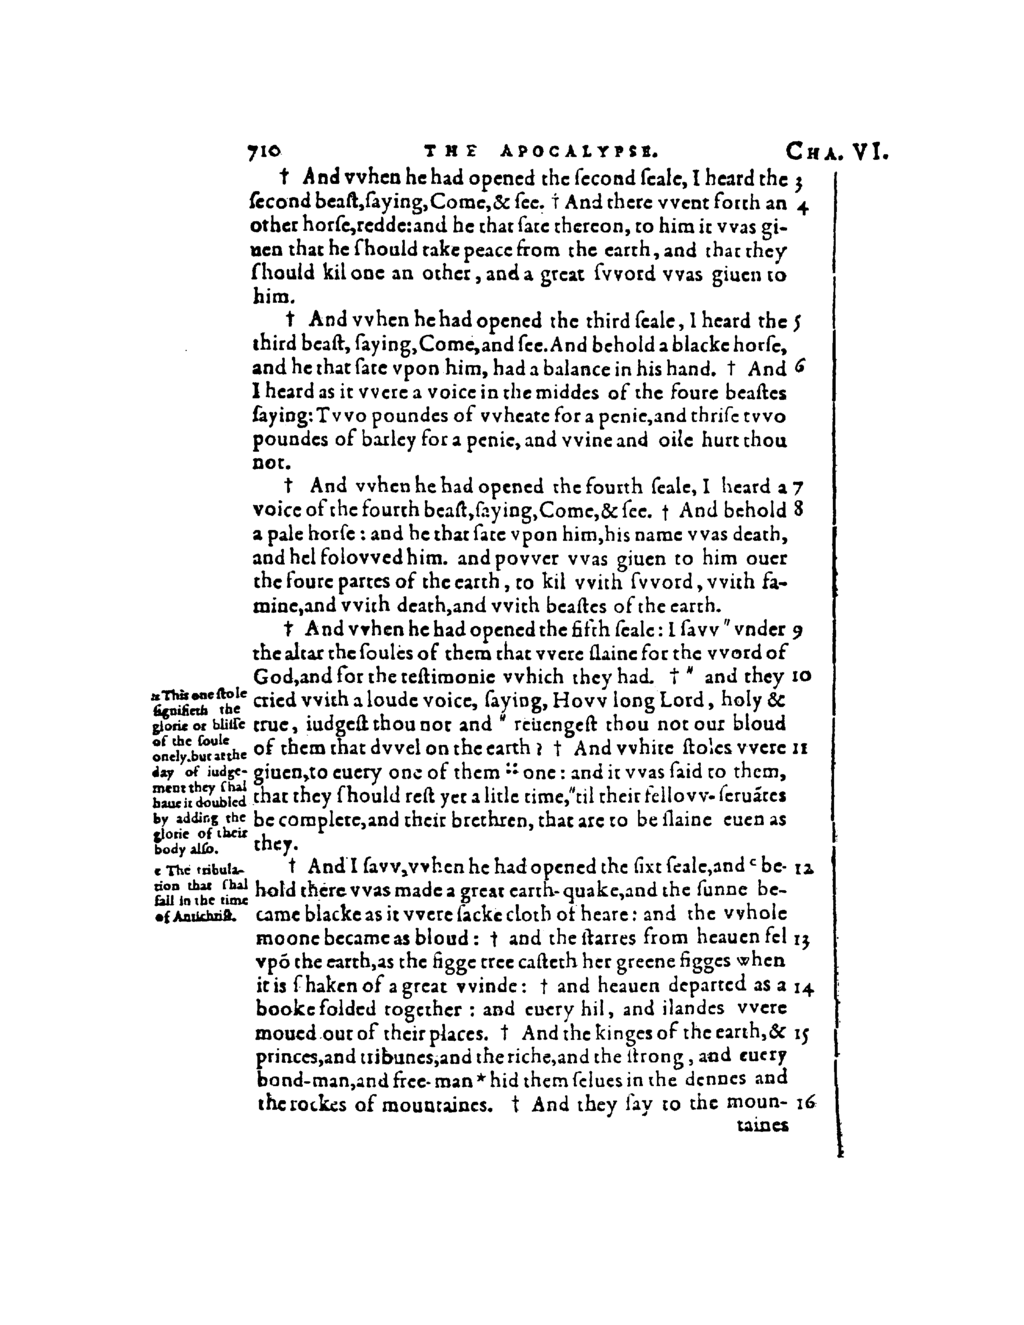 710 THE APOCALYPSE. CHA. VI.
† And vvhen he had opened the ſecond ſeale, I heard the 3
ſecond beaſt,ſaying,Come,& ſee. † And there vvent forth an 4
other horſe,redde:and he that ſate thereon, to him it vvas gi-
uen that he ſhould take peace from the earth, and that they
ſhould kil one an other, and a great ſvvord vvas giuen to
him.
† And vvhen he had opened the third ſeale, I heard the 5
third beaſt, ſaying,Come,and ſee.And behold a blacke horſe,
and he that ſate vpon him, had a balance in his hand. † And 6
I heard as it vvere a voice in the middes of the foure beaſtes
ſaying:Tvvo poundes of vvheate for a penie,and thriſe tvvo
poundes of barley for a penie, and vvine and oile hurt thou
not.
† And vvhen he had opened the fourth ſeale, I heard a 7
voice of the fourth beaſt,ſaying,Come,& ſee. † And behold 8
a pale horſe : and he that ſate vpon him,his name vvas death,
and hel folovved him. and povver vvas giuen to him ouer
the foure partes of the earth, to kil vvith ſvvord, vvith fa-
mine,and vvith death,and vvith beaſtes of the earth.
† And vvhen he had opened the fifth ſeale: I ſavv " vnder 9
the altar the ſoules of them that vvere ſlaine for the vvord of
God,and for the teſtimonie vvhich they had. † " and they 10
cried vvith a loude voice, ſaying, Hovv long Lord, holy &
true, iudgeſt thou not and " reuengeſt thou not our bloud
of them that dvvel on the earth ? † And vvhite ſtoles vvere 11
giuen,to euery one of them :: one : and it vvas ſaid to them,
that they ſhould reſt yet a litle time,"til their fellovv-ſeruãtes
be complete,and their brethren, that are to be ſlaine euen as
they.
:: This one ſtole
ſignifieth the
glorie or bliſſe
of the ſoule
onely.but at the
day of iudge-
ment they ſhal
haue it doubled
by adding the
glorie of their
body alſo.
† And I ſavv,vvhen he had opened the ſixt ſeale,and c be- 12
hold there vvas made a great earth-quake,and the ſunne be-
came blacke as it vvere ſacke cloth of heare: and the vvhole
moone became as bloud : † and the ſtarres from heauen fel 13
vpõ the earth,as the figge tree caſteth her greene figges when
it is ſhaken of a great vvinde : † and heauen departed as a 14
booke folded together : and euery hil, and ilandes vvere
moued out of their places. † And the kinges of the earth,& 15
princes,and tribunes,and the riche,and the ſtrong, and euery
bond-man,and free-man * hid them ſelues in the dennes and
the rockes of mountaines. † And they ſay to the moun- 16
taines
c The tribula-
tion that ſhal
fall in the time
of Antichriſt.